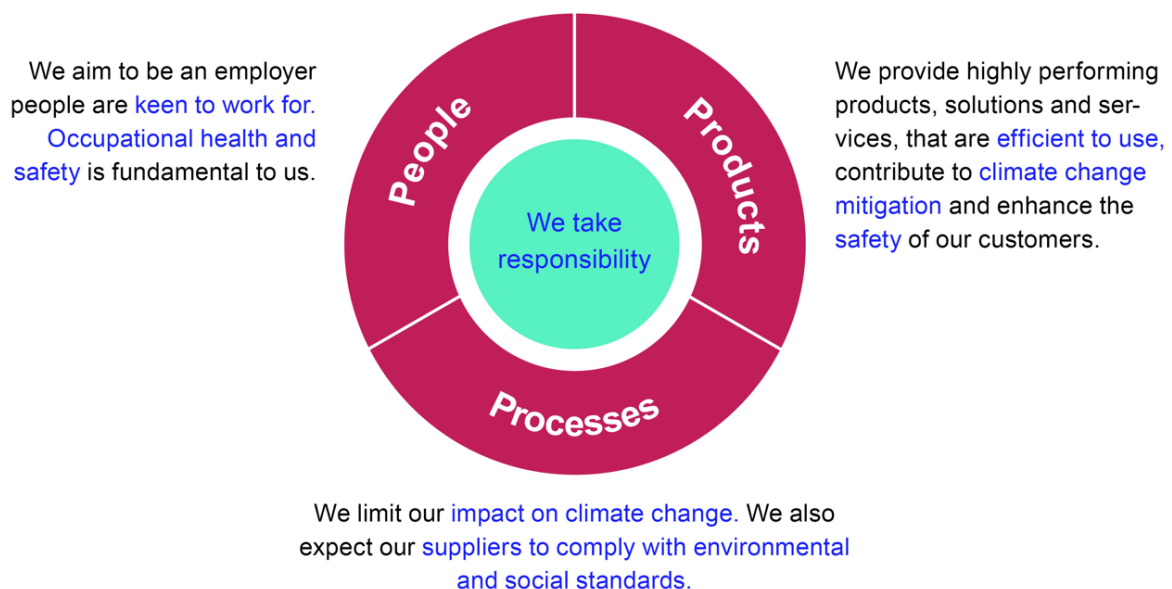 We aim to be an employer
people are keen to work for.
Occupational health and
safety is fundamental to us.
People
Products
We take
responsibility
Processes
We provide highly performing
products, solutions and ser-
vices, that are efficient to use,
contribute to climate change
mitigation and enhance the
safety of our customers.
We limit our impact on climate change. We also
expect our suppliers to comply with environmental
and social standards.